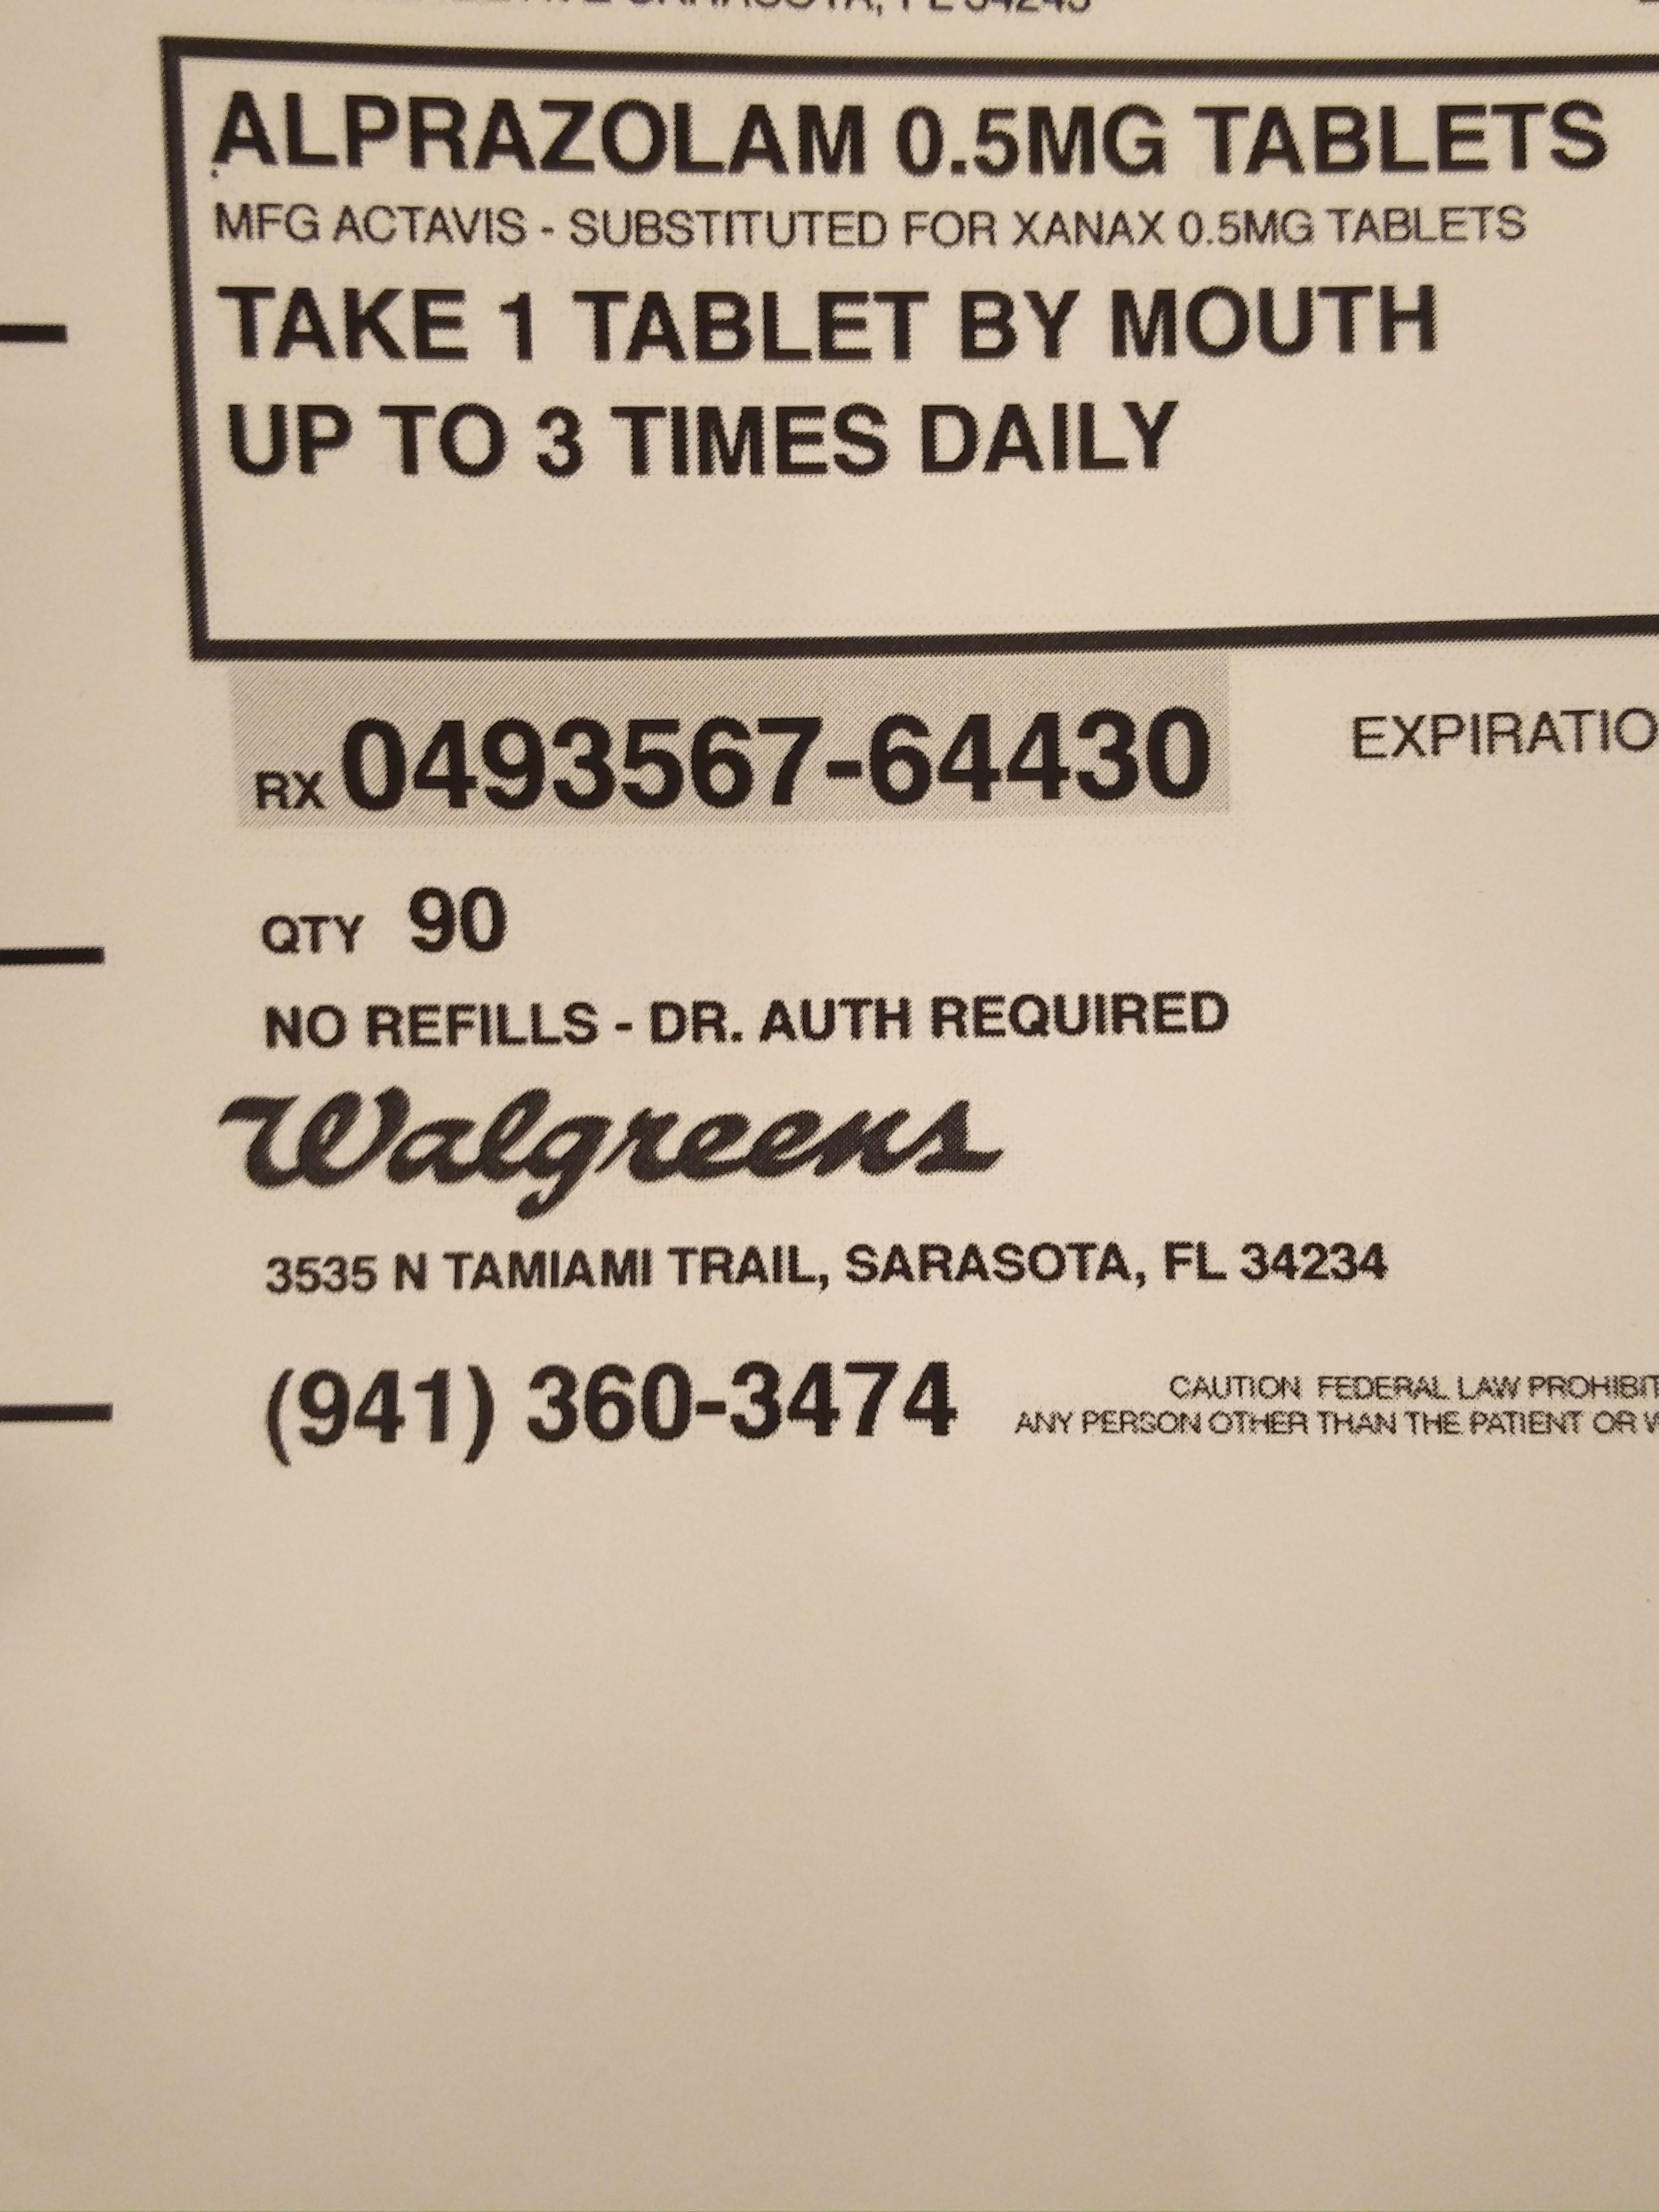 SARASOTA, FL 34243
ALPRAZOLAM 0.5MG TABLETS
MFG ACTAVIS - SUBSTITUTED FOR XANAX 0.5MG TABLETS
TAKE 1 TABLET BY MOUTH
UP TO 3 TIMES DAILY
RX 0493567-64430
EXPIRATIO
QTY 90
NO REFILLS - DR. AUTH REQUIRED
Walgreens
3535 N TAMIAMI TRAIL, SARASOTA, FL 34234
(941) 360-3474
CAUTION FEDERAL LAW PROHIBIT
ANY PERSON OTHER THAN THE PATIENT OR W